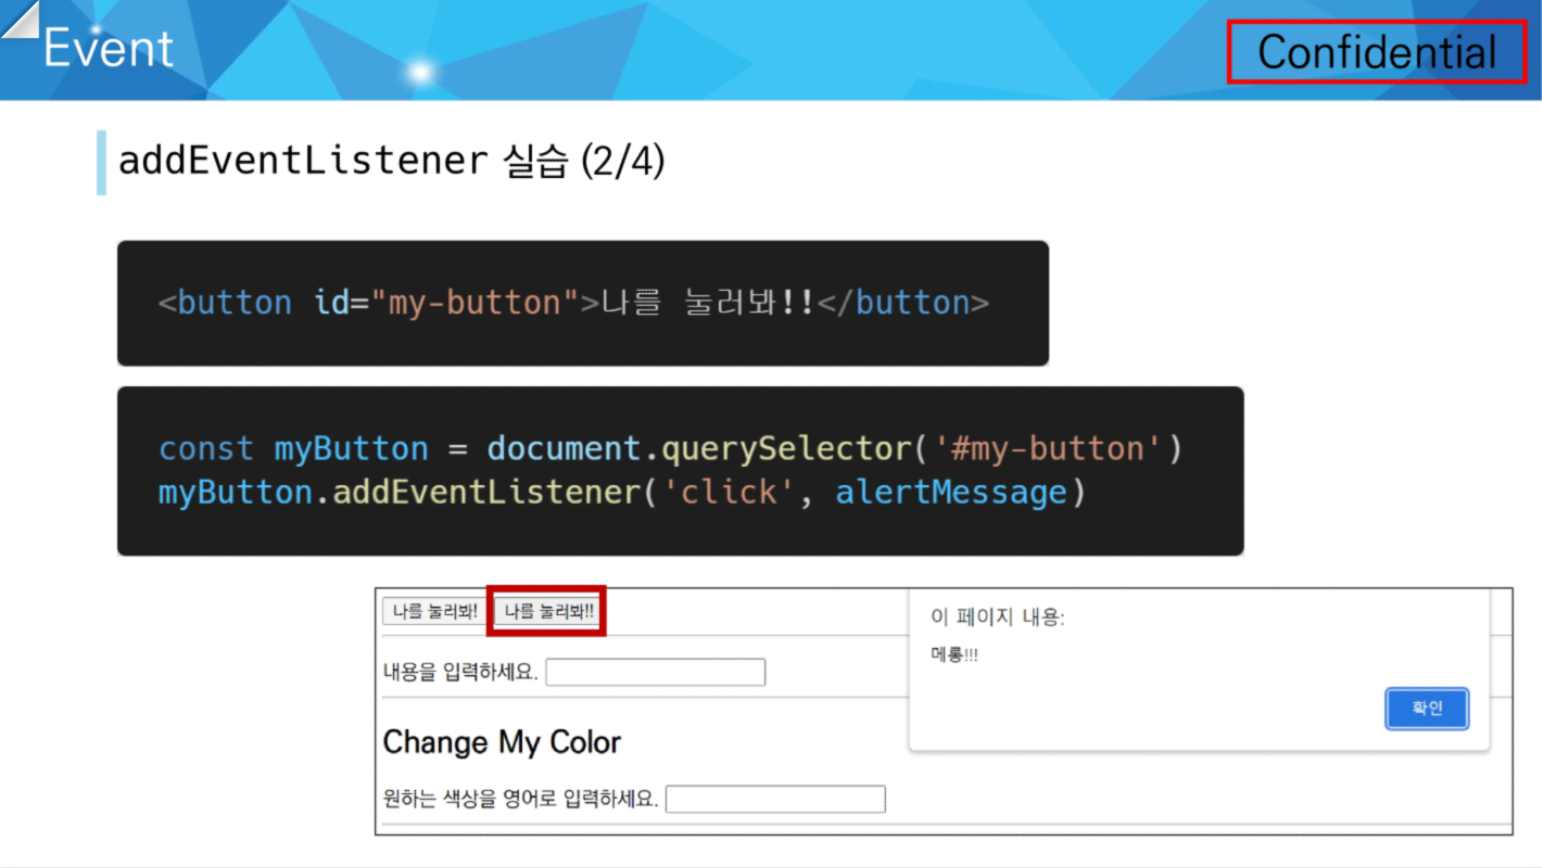 Event
Confidential
addEventListener 실습 (2/4)
<button id="my-button">나를 눌러봐!!</button>
const myButton = document.querySelector('#my-button')
myButton.addEventListener('click', alertMessage)
나를 눌러봐! 나를 눌러봐!!
이 페이지 내용:
메롱!!!
확인
내용을 입력하세요.
Change My Color
원하는 색상을 영어로 입력하세요.